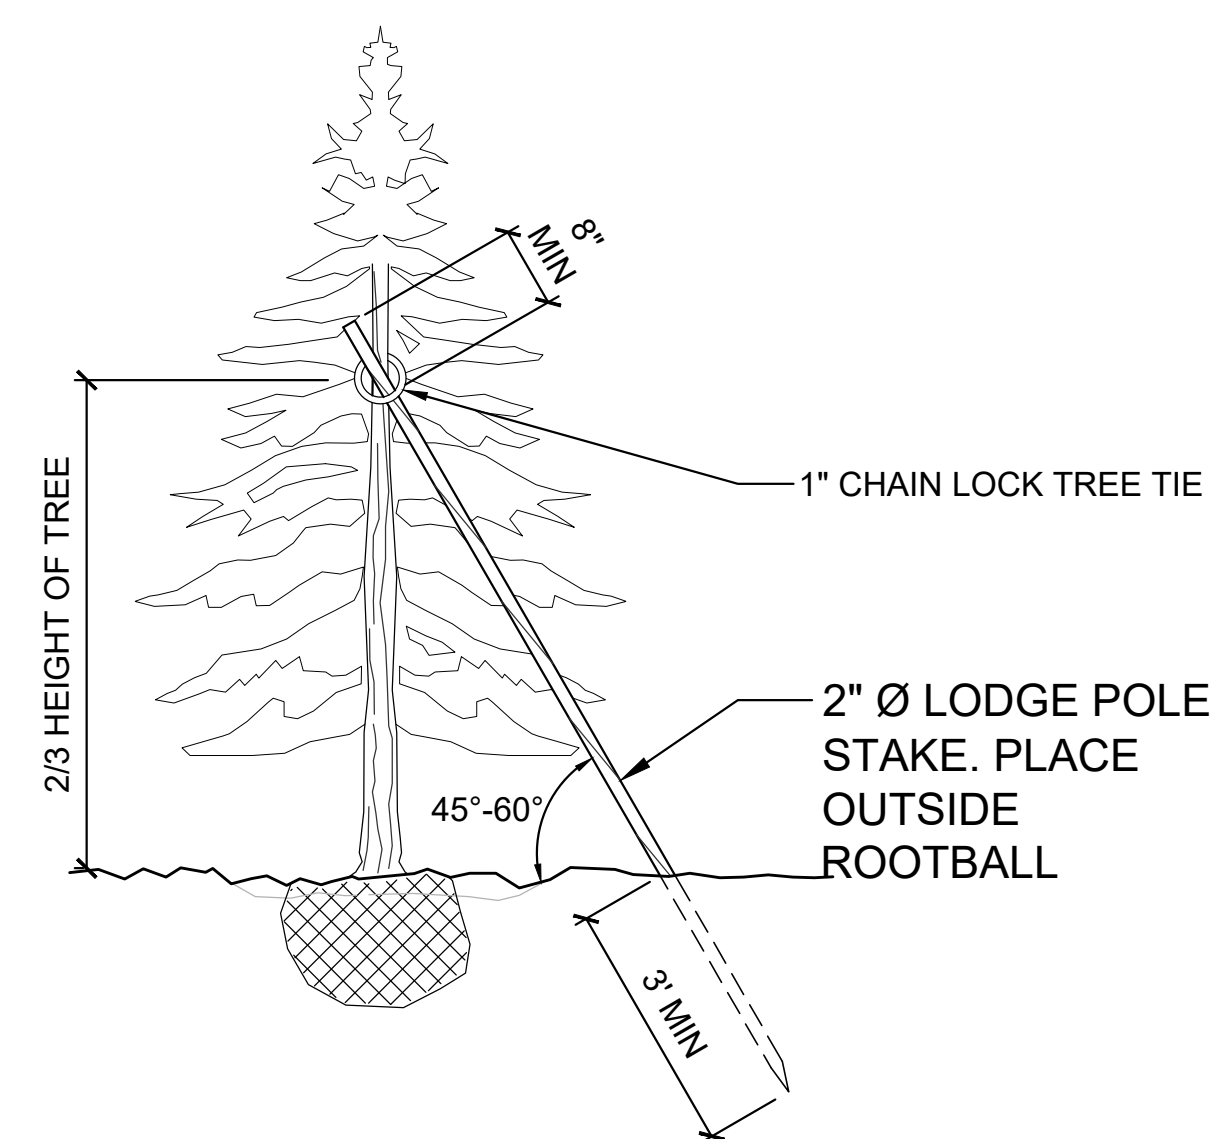 8"
MIN
1" CHAIN LOCK TREE TIE
2/3 HEIGHT OF TREE
2" Ø LODGE POLE
STAKE. PLACE
OUTSIDE
ROOTBALL
45°-60°
3' MIN